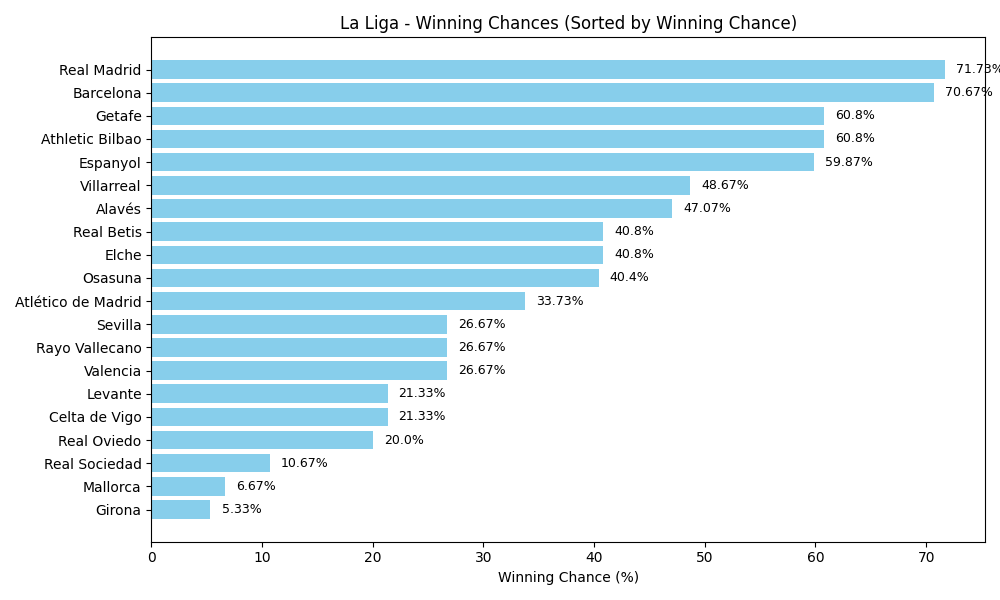 La Liga - Winning Chances (Sorted by Winning Chance)
Real Madrid 71.73%
Barcelona 70.67%
Getafe 60.8%
Athletic Bilbao 60.8%
Espanyol 59.87%
Villarreal 48.67%
Alavés 47.07%
Real Betis 40.8%
Elche 40.8%
Osasuna 40.4%
Atlético de Madrid 33.73%
Sevilla 26.67%
Rayo Vallecano 26.67%
Valencia 26.67%
Levante 21.33%
Celta de Vigo 21.33%
Real Oviedo 20.0%
Real Sociedad 10.67%
Mallorca 6.67%
Girona 5.33%
0 10 20 30 40 50 60 70
Winning Chance (%)